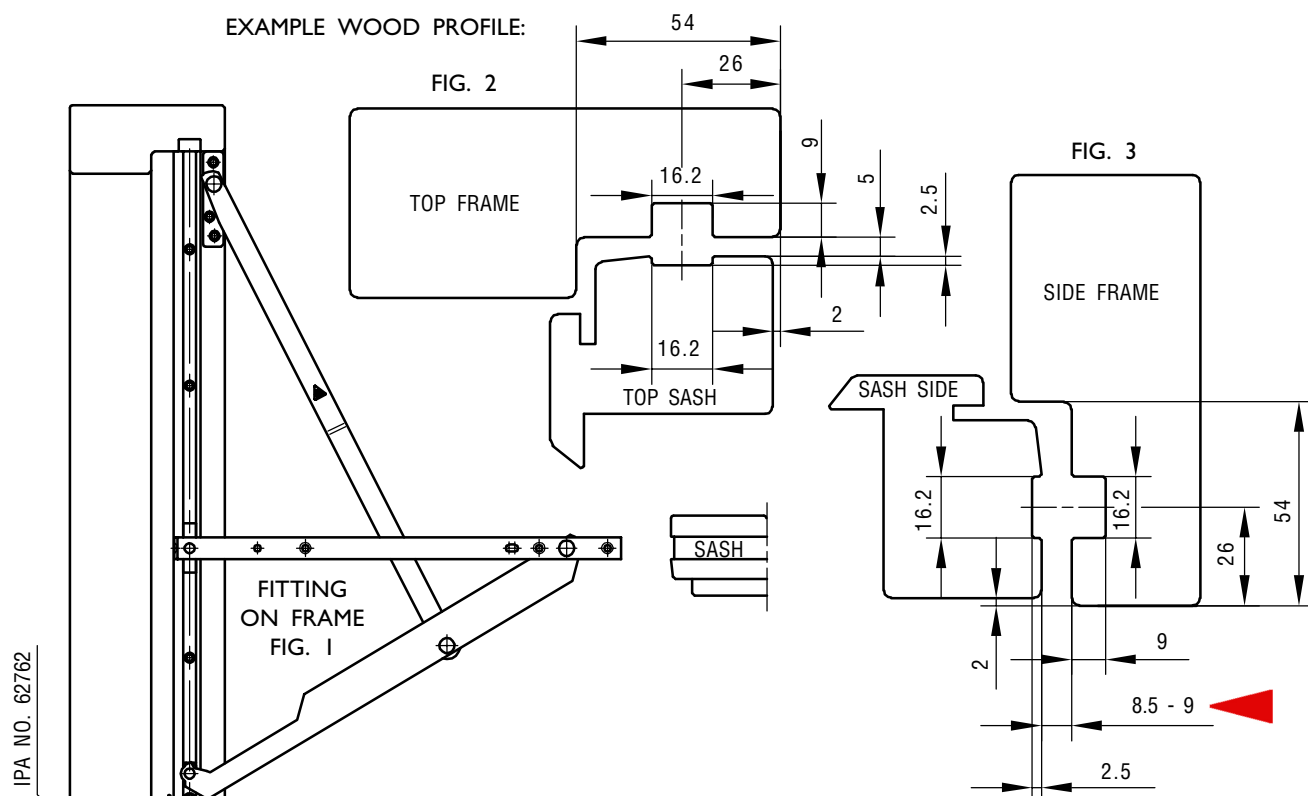 EXAMPLE WOOD PROFILE:
54
26
FIG. 2
9
5
2.5
16.2
TOP FRAME
2
16.2
TOP SASH
FIG. 3
SIDE FRAME
SASH SIDE
16.2
16.2
54
26
2
9
8.5 - 9
2.5
SASH
FITTING
ON FRAME
FIG. 1
IPA NO. 62762